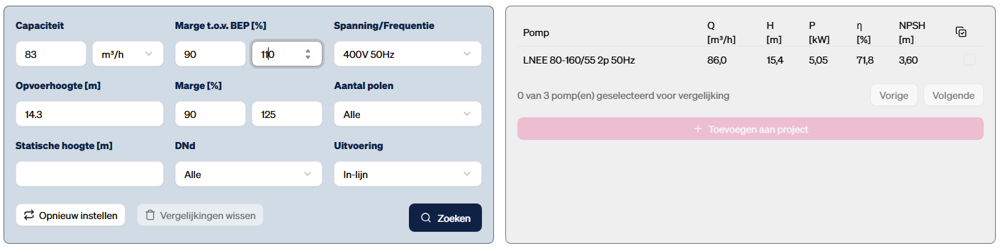 Capaciteit
Marge t.o.v. BEP [%]
Spanning/Frequentie
83
m³/h
90
110
400V 50Hz
Opvoerhoogte [m]
Marge [%]
Aantal polen
14.3
90
125
Alle
Statische hoogte [m]
DNd
Uitvoering
Alle
In-lijn
Opnieuw instellen
Vergelijkingen wissen
Zoeken
Pomp
Q [m³/h]
H [m]
P [kW]
η [%]
NPSH [m]
LNEE 80-160/55 2p 50Hz
86,0
15,4
5,05
71,8
3,60
0 van 3 pomp(en) geselecteerd voor vergelijking
Vorige
Volgende
+ Toevoegen aan project